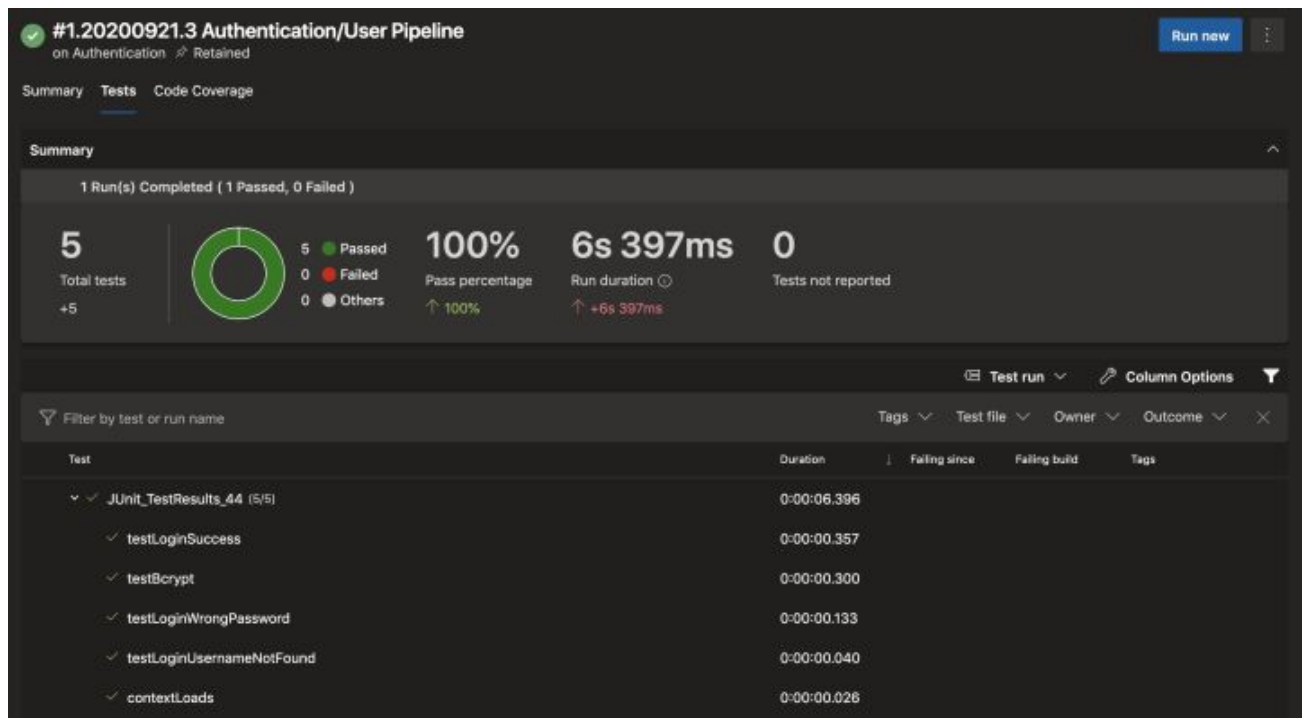 #1.20200921.3 Authentication/User Pipeline
on Authentication Retained
Run new
Summary Tests Code Coverage
Summary
1 Run(s) Completed ( 1 Passed, 0 Failed )
5
Total tests
+5
5 Passed
0 Failed
0 Others
100%
Pass percentage
↑ 100%
6s 397ms
Run duration
↑ +6s 397ms
0
Tests not reported
Test run Column Options
Filter by test or run name Tags Test file Owner Outcome
Test Duration ↓ Failing since Failing build Tags
JUnit_TestResults_44 (5/5) 0:00:06.396
testLoginSuccess 0:00:00.357
testBcrypt 0:00:00.300
testLoginWrongPassword 0:00:00.133
testLoginUsernameNotFound 0:00:00.040
contextLoads 0:00:00.026